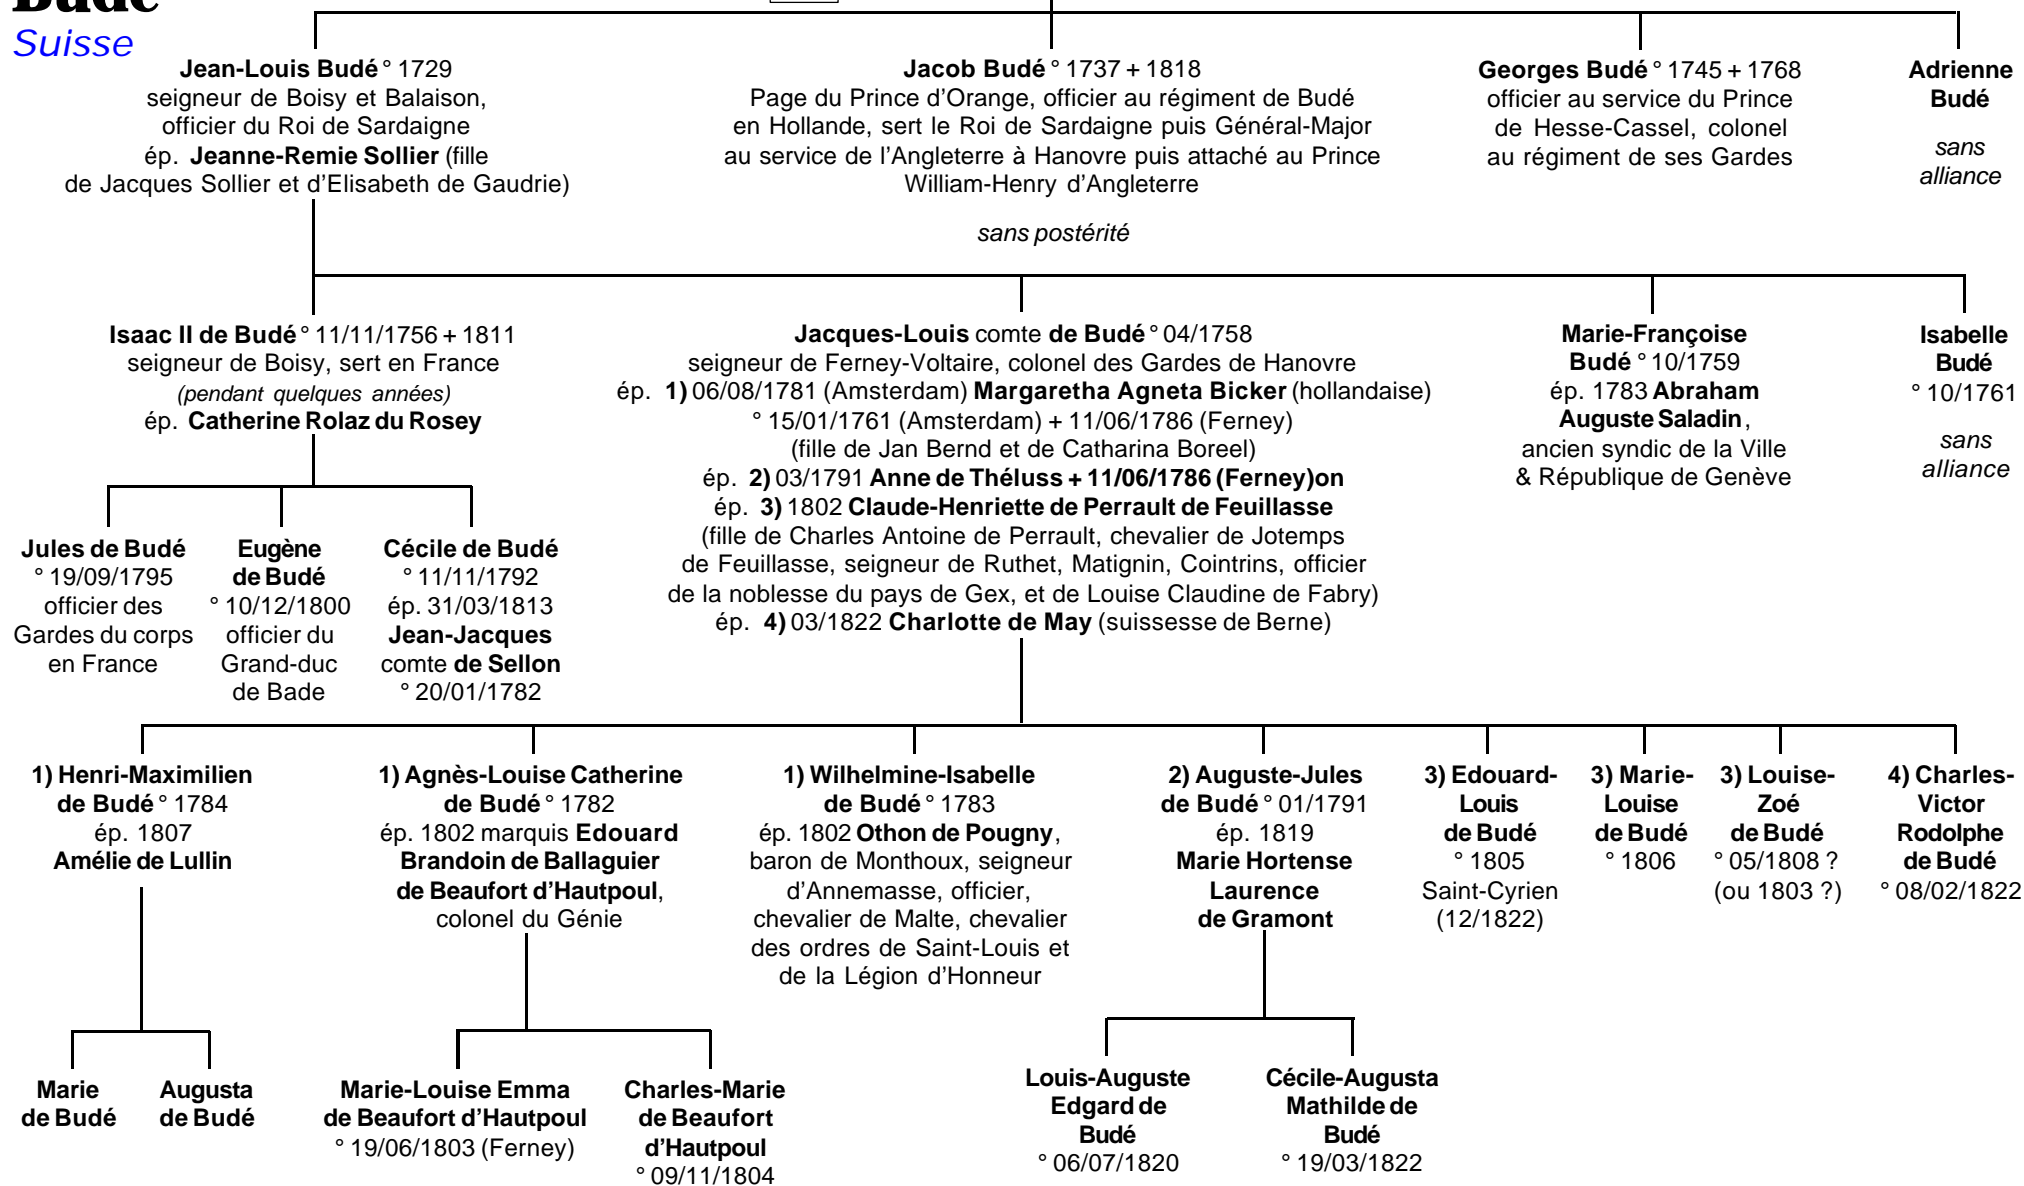 Budé
Suisse
Jean-Louis Budé ° 1729
seigneur de Boisy et Balaison,
officier du Roi de Sardaigne
ép. Jeanne-Remie Sollier (fille
de Jacques Sollier et d’Elisabeth de Gaudrie)
Jacob Budé ° 1737 + 1818
Page du Prince d’Orange, officier au régiment de Budé
en Hollande, sert le Roi de Sardaigne puis Général-Major
au service de l’Angleterre à Hanovre puis attaché au Prince
William-Henry d’Angleterre
sans postérité
Georges Budé ° 1745 + 1768
officier au service du Prince
de Hesse-Cassel, colonel
au régiment de ses Gardes
Adrienne
Budé
sans
alliance
Isaac II de Budé ° 11/11/1756 + 1811
seigneur de Boisy, sert en France
(pendant quelques années)
ép. Catherine Rolaz du Rosey
Jacques-Louis comte de Budé ° 04/1758
seigneur de Ferney-Voltaire, colonel des Gardes de Hanovre
ép. 1) 06/08/1781 (Amsterdam) Margaretha Agneta Bicker (hollandaise)
° 15/01/1761 (Amsterdam) + 11/06/1786 (Ferney)
(fille de Jan Bernd et de Catharina Boreel)
ép. 2) 03/1791 Anne de Théluss + 11/06/1786 (Ferney)on
ép. 3) 1802 Claude-Henriette de Perrault de Feuillasse
(fille de Charles Antoine de Perrault, chevalier de Jotemps
de Feuillasse, seigneur de Ruthet, Matignin, Cointrins, officier
de la noblesse du pays de Gex, et de Louise Claudine de Fabry)
ép. 4) 03/1822 Charlotte de May (suissesse de Berne)
Marie-Françoise
Budé ° 10/1759
ép. 1783 Abraham
Auguste Saladin,
ancien syndic de la Ville
& République de Genève
Isabelle
Budé
° 10/1761
sans
alliance
Jules de Budé
° 19/09/1795
officier des
Gardes du corps
en France
Eugène
de Budé
° 10/12/1800
officier du
Grand-duc
de Bade
Cécile de Budé
° 11/11/1792
ép. 31/03/1813
Jean-Jacques
comte de Sellon
° 20/01/1782
1) Henri-Maximilien
de Budé ° 1784
ép. 1807
Amélie de Lullin
1) Agnès-Louise Catherine
de Budé ° 1782
ép. 1802 marquis Edouard
Brandoin de Ballaguier
de Beaufort d’Hautpoul,
colonel du Génie
1) Wilhelmine-Isabelle
de Budé ° 1783
ép. 1802 Othon de Pougny,
baron de Monthoux, seigneur
d’Annemasse, officier,
chevalier de Malte, chevalier
des ordres de Saint-Louis et
de la Légion d’Honneur
2) Auguste-Jules
de Budé ° 01/1791
ép. 1819
Marie Hortense
Laurence
de Gramont
3) Edouard-
Louis
de Budé
° 1805
Saint-Cyrien
(12/1822)
3) Marie-
Louise
de Budé
° 1806
3) Louise-
Zoé
de Budé
° 05/1808 ?
(ou 1803 ?)
4) Charles-
Victor
Rodolphe
de Budé
° 08/02/1822
Marie
de Budé
Augusta
de Budé
Marie-Louise Emma
de Beaufort d’Hautpoul
° 19/06/1803 (Ferney)
Charles-Marie
de Beaufort
d’Hautpoul
° 09/11/1804
Louis-Auguste
Edgard de
Budé
° 06/07/1820
Cécile-Augusta
Mathilde de
Budé
° 19/03/1822